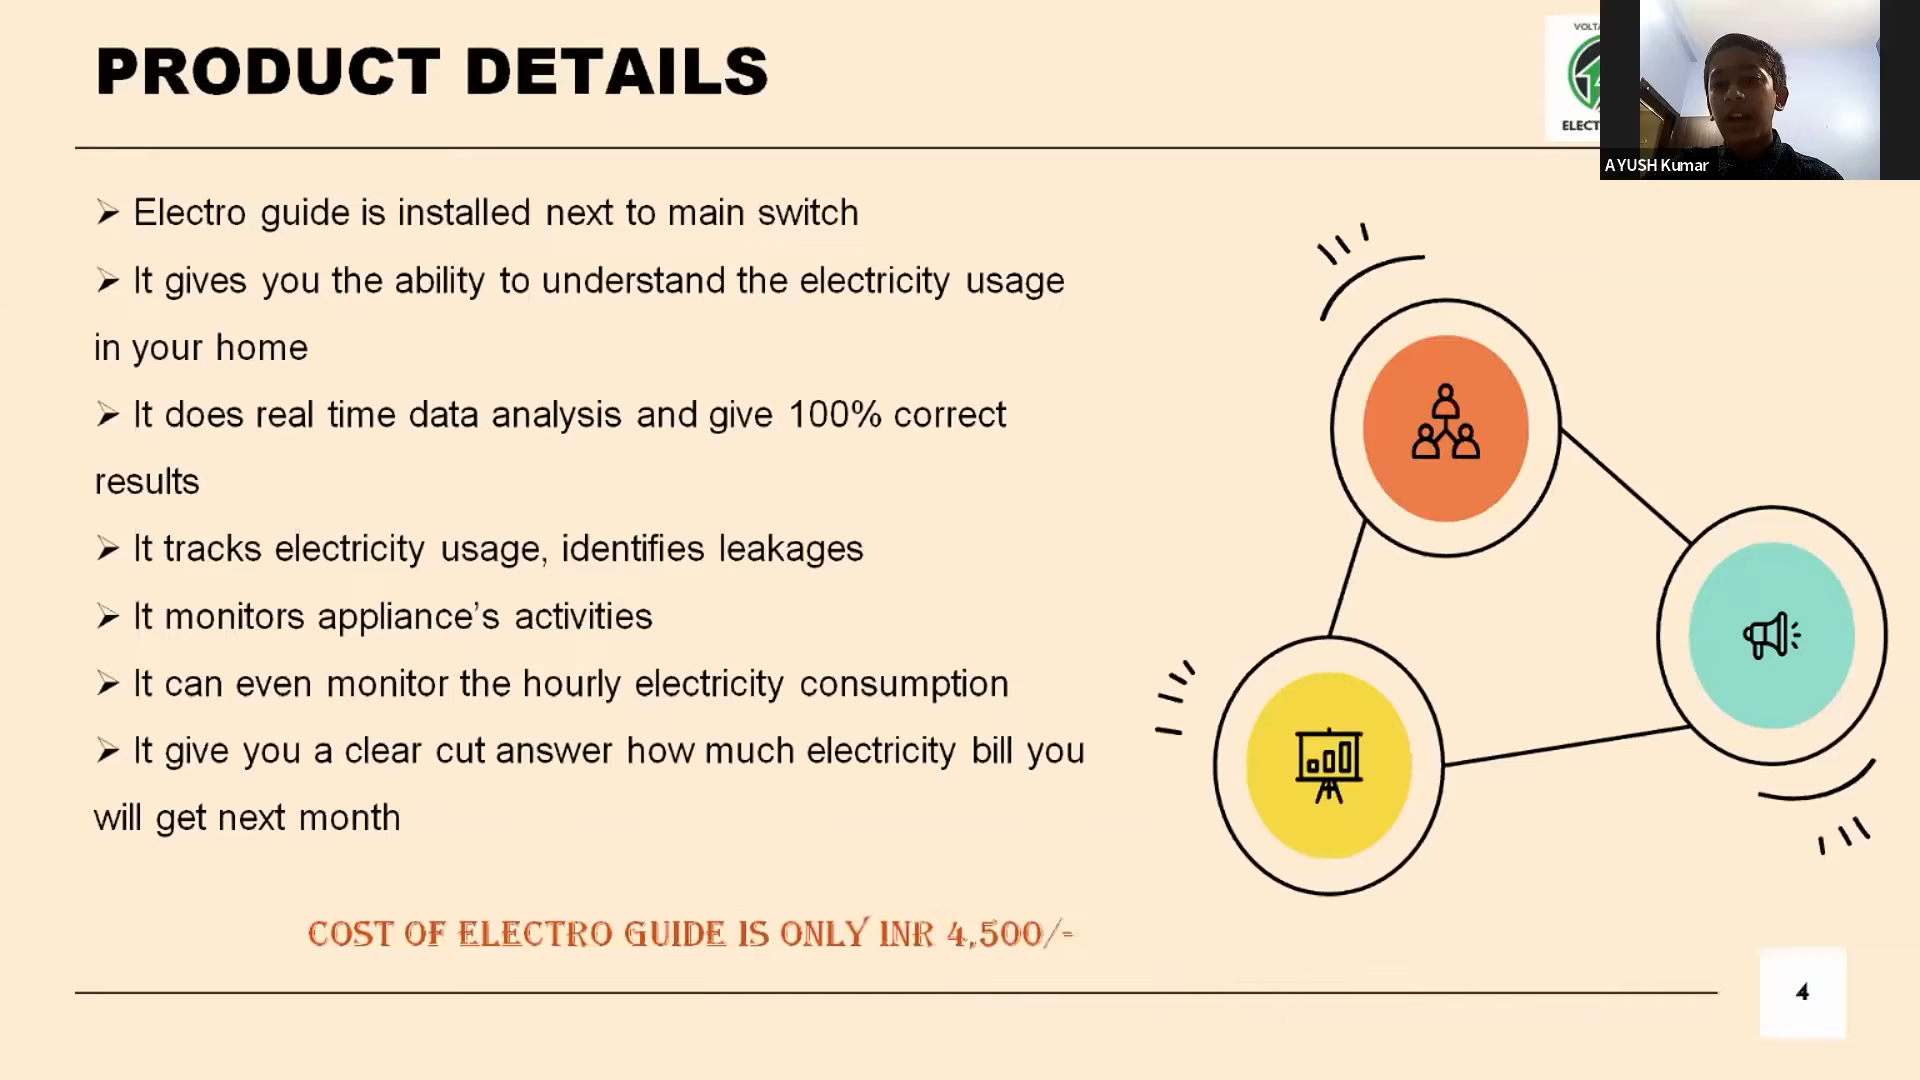 PRODUCT DETAILS
AYUSH Kumar
➢ Electro guide is installed next to main switch
➢ It gives you the ability to understand the electricity usage
in your home
➢ It does real time data analysis and give 100% correct
results
➢ It tracks electricity usage, identifies leakages
➢ It monitors appliance’s activities
➢ It can even monitor the hourly electricity consumption
➢ It give you a clear cut answer how much electricity bill you
will get next month
COST OF ELECTRO GUIDE IS ONLY INR 4,500/-
4